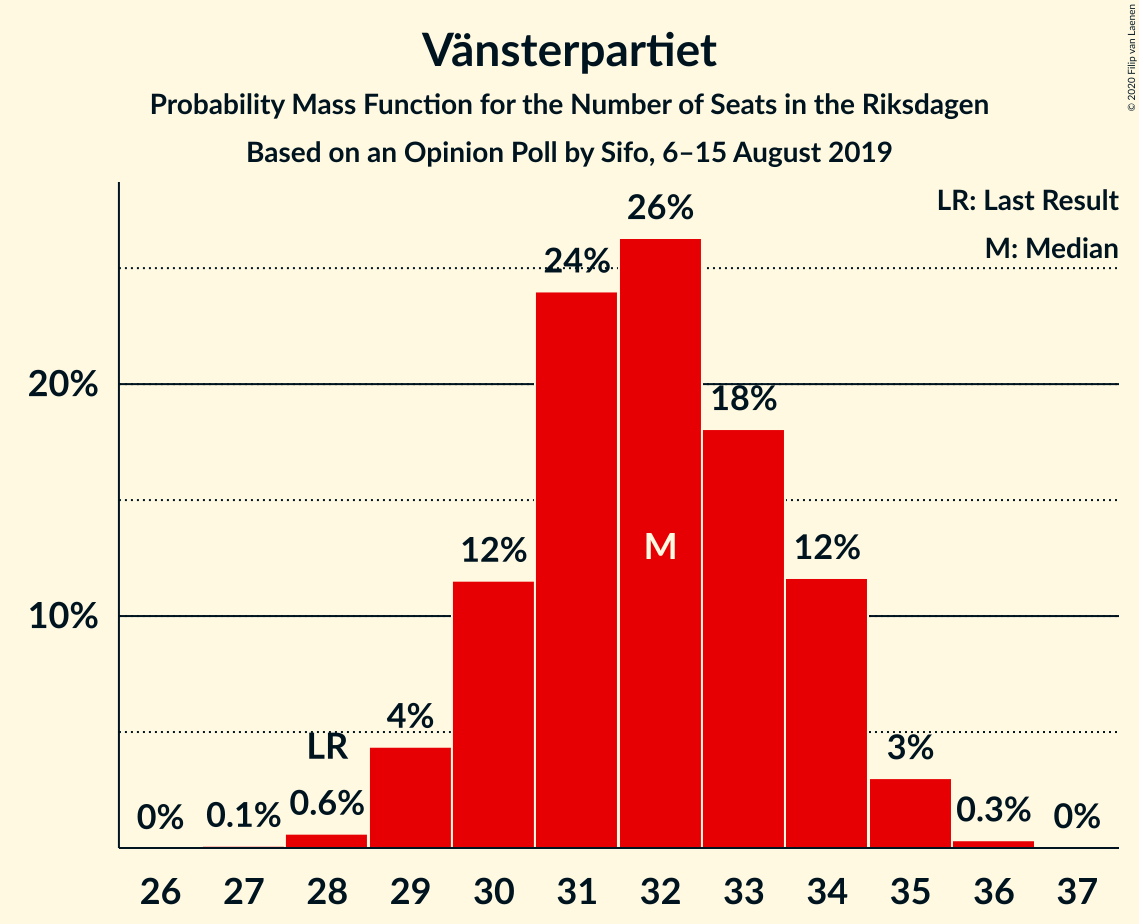 Vänsterpartiet
Probability Mass Function for the Number of Seats in the Riksdagen
Based on an Opinion Poll by Sifo, 6–15 August 2019
© 2020 Filip van Laenen
LR: Last Result
M: Median
26%
24%
20%
18%
12%
M
12%
10%
4%
LR
3%
0%
0.1%
0.6%
0.3%
0%
26 27 28 29 30 31 32 33 34 35 36 37